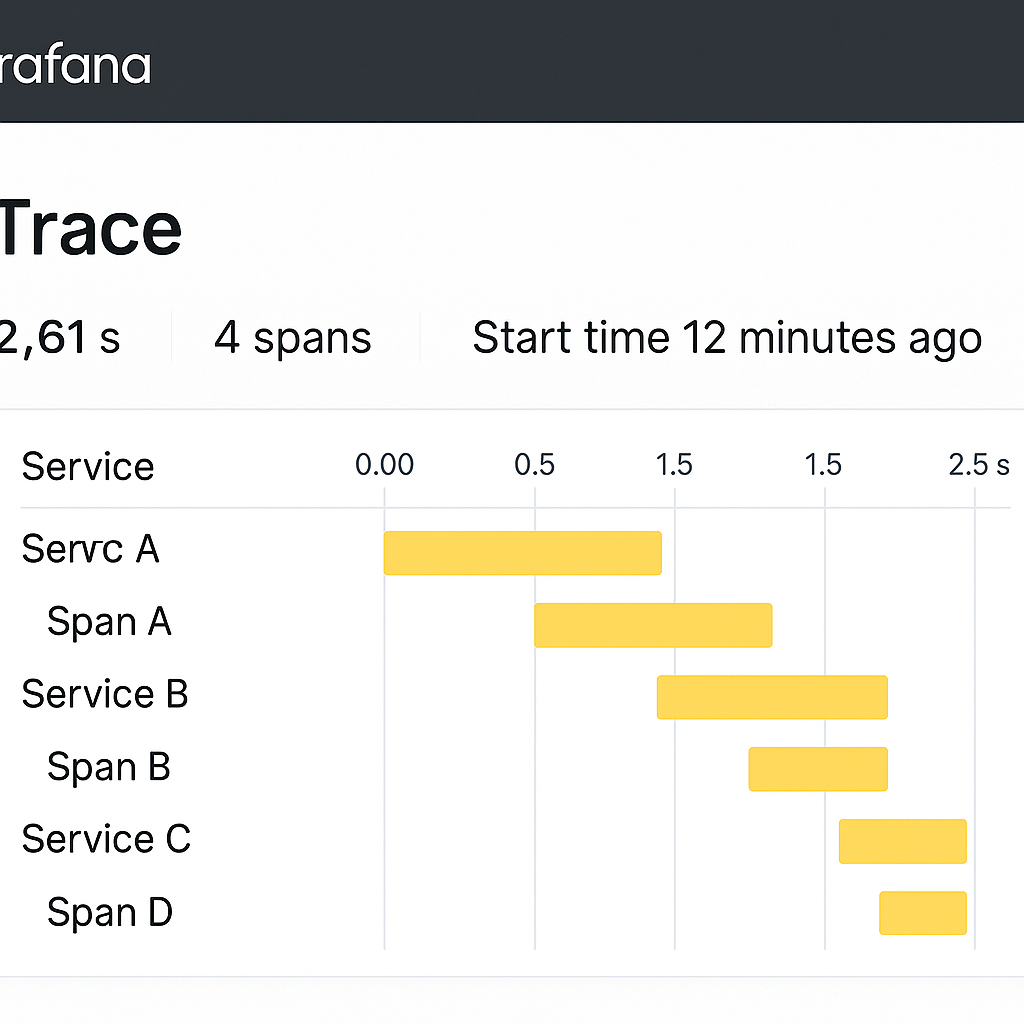 rafana
Trace
2,61 s 4 spans Start time 12 minutes ago
Service 0.00 0.5 1.5 1.5 2.5 s
Servc A
Span A
Service B
Span B
Service C
Span D